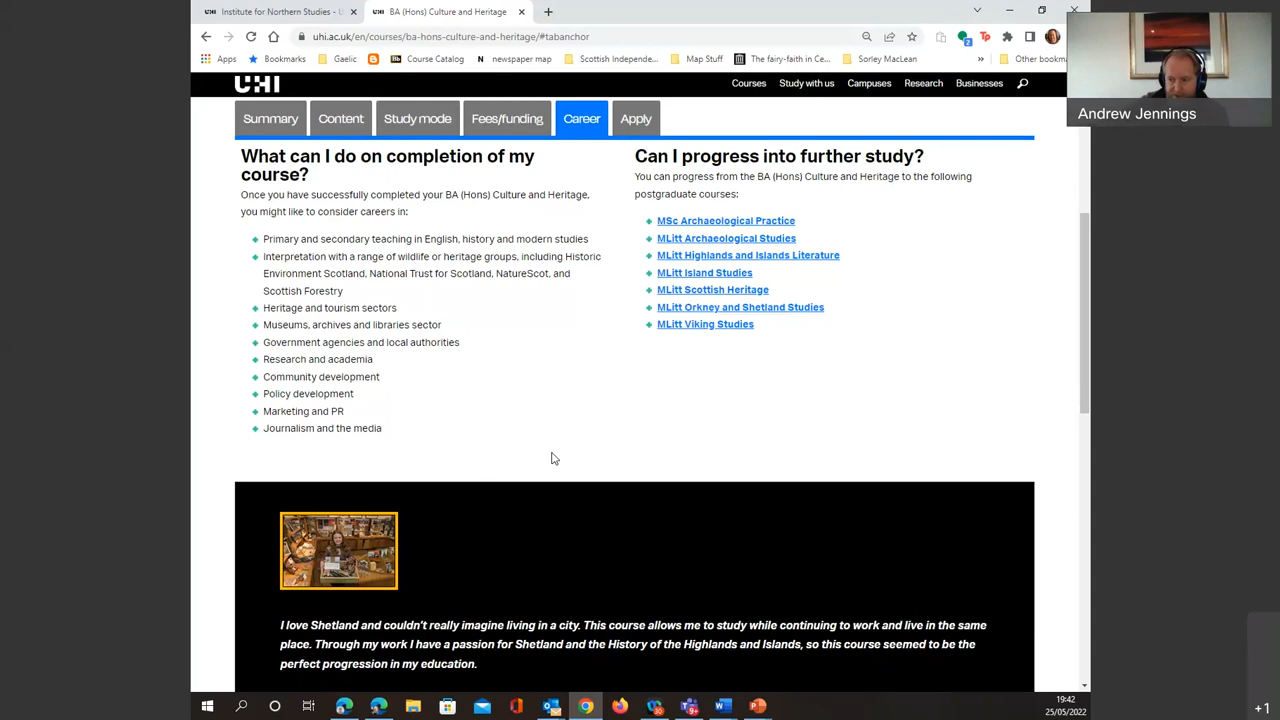 Institute for Northern Studies - U
BA (Hons) Culture and Heritage
uhi.ac.uk/en/courses/ba-hons-culture-and-heritage/#tabanchor
Apps
Bookmarks
Gaelic
Course Catalog
newspaper map
Scottish Independe...
Map Stuff
The fairy-faith in Ce...
Sorley MacLean
»
Other bookm
Andrew Jennings
UHI
Courses
Study with us
Campuses
Research
Businesses
Summary
Content
Study mode
Fees/funding
Career
Apply
What can I do on completion of my
course?
Once you have successfully completed your BA (Hons) Culture and Heritage,
you might like to consider careers in:
Primary and secondary teaching in English, history and modern studies
Interpretation with a range of wildlife or heritage groups, including Historic
Environment Scotland, National Trust for Scotland, NatureScot, and
Scottish Forestry
Heritage and tourism sectors
Museums, archives and libraries sector
Government agencies and local authorities
Research and academia
Community development
Policy development
Marketing and PR
Journalism and the media
Can I progress into further study?
You can progress from the BA (Hons) Culture and Heritage to the following
postgraduate courses:
MSc Archaeological Practice
MLitt Archaeological Studies
MLitt Highlands and Islands Literature
MLitt Island Studies
MLitt Scottish Heritage
MLitt Orkney and Shetland Studies
MLitt Viking Studies
I love Shetland and couldn't really imagine living in a city. This course allows me to study while continuing to work and live in the same
place. Through my work I have a passion for Shetland and the History of the Highlands and Islands, so this course seemed to be the
perfect progression in my education.
19:42
25/05/2022
+1